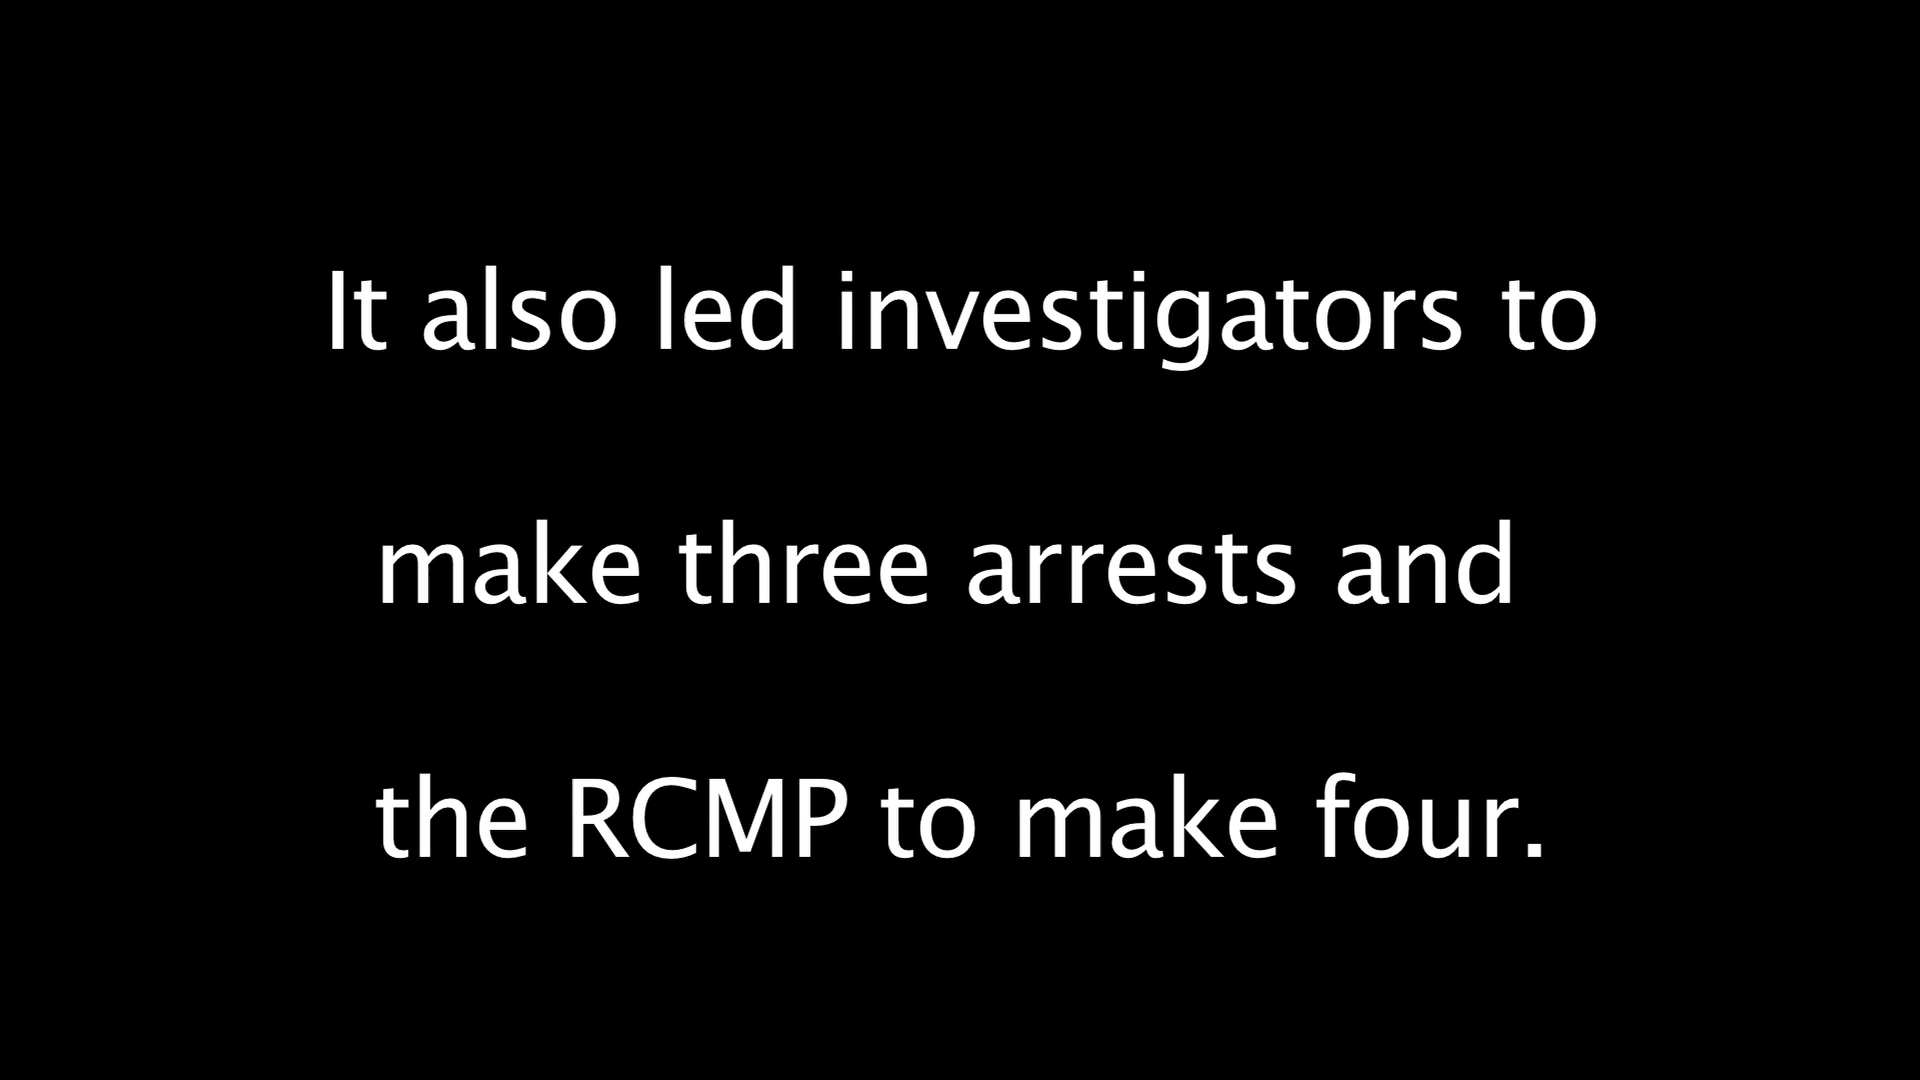 It also led investigators to
make three arrests and
the RCMP to make four.